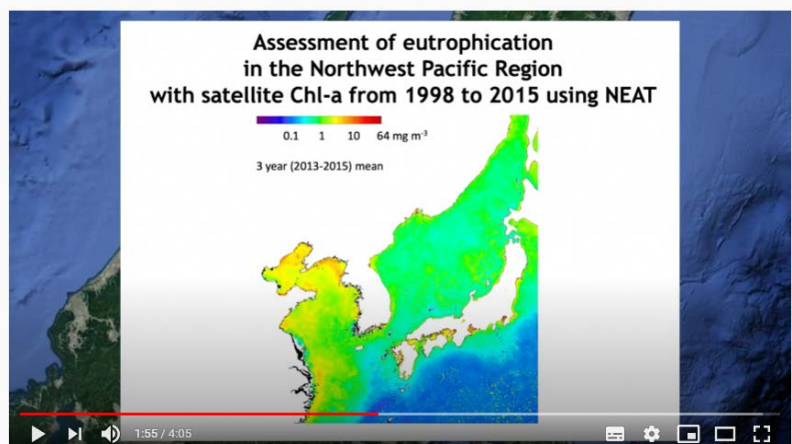 Assessment of eutrophication
in the Northwest Pacific Region
with satellite Chl-a from 1998 to 2015 using NEAT
0.1 1 10 64 mg m⁻³
3 year (2013-2015) mean
1:55 / 4:05